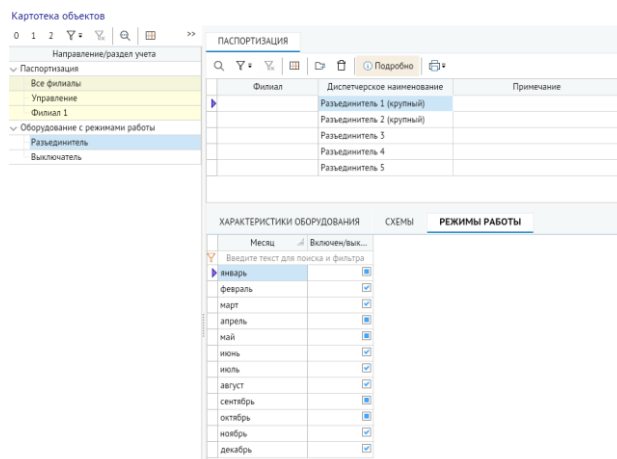 Картотека объектов
0 1 2 >>
Направление/раздел учета
Паспортизация
Все филиалы
Управление
Филиал 1
Оборудование с режимами работы
Разъединитель
Выключатель
ПАСПОРТИЗАЦИЯ
Подробно
Филиал Диспетчерское наименование Примечание
Разъединитель 1 (крупный)
Разъединитель 2 (крупный)
Разъединитель 3
Разъединитель 4
Разъединитель 5
ХАРАКТЕРИСТИКИ ОБОРУДОВАНИЯ СХЕМЫ РЕЖИМЫ РАБОТЫ
Месяц Включен/вык...
Введите текст для поиска и фильтра
январь
февраль
март
апрель
май
июнь
июль
август
сентябрь
октябрь
ноябрь
декабрь